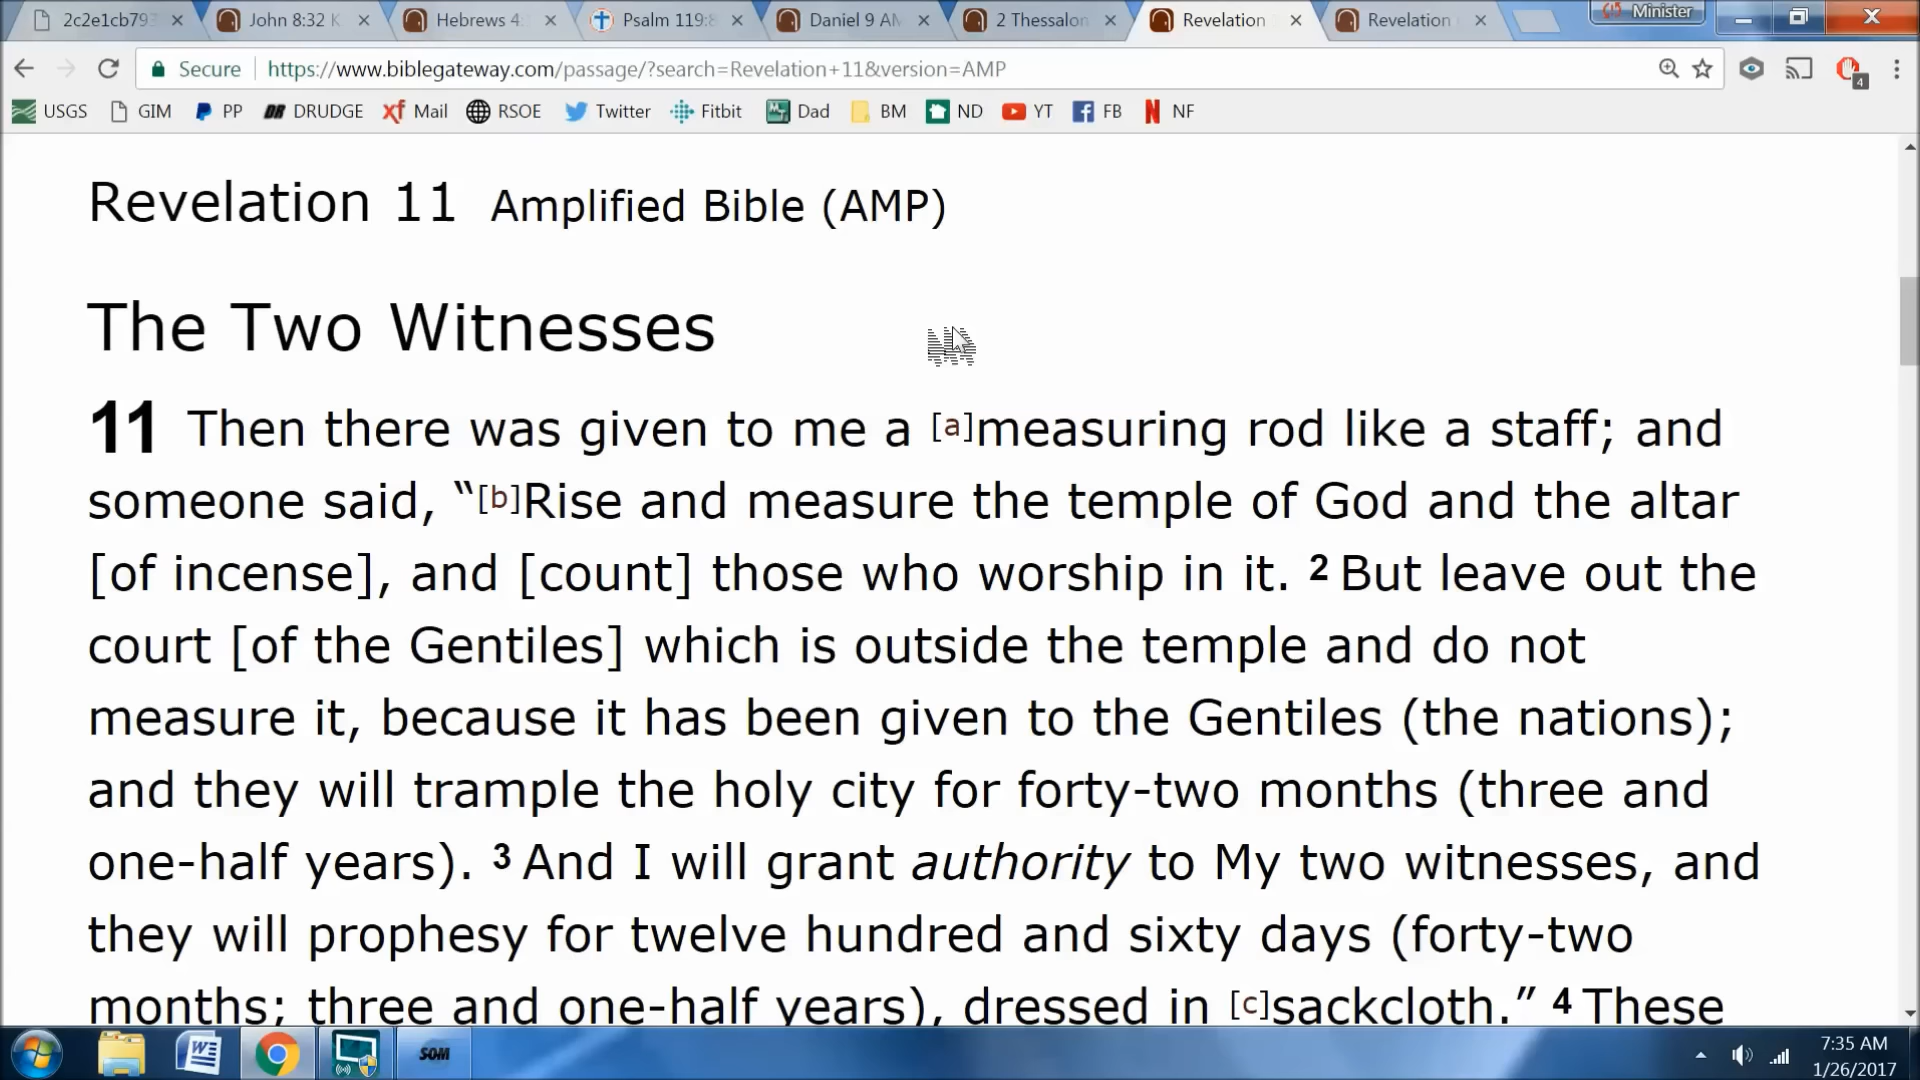 2c2e1cb793
John 8:32 K
Hebrews 4:
Psalm 119:8
Daniel 9 AM
2 Thessalon
Revelation
Revelation
Minister
Secure
https://www.biblegateway.com/passage/?search=Revelation+11&version=AMP
4
USGS GIM PP DRUDGE Mail RSOE Twitter Fitbit Dad BM ND YT FB NF
Revelation 11 Amplified Bible (AMP)
The Two Witnesses
11 Then there was given to me a [a]measuring rod like a staff; and
someone said, “[b]Rise and measure the temple of God and the altar
[of incense], and [count] those who worship in it. 2 But leave out the
court [of the Gentiles] which is outside the temple and do not
measure it, because it has been given to the Gentiles (the nations);
and they will trample the holy city for forty-two months (three and
one-half years). 3 And I will grant authority to My two witnesses, and
they will prophesy for twelve hundred and sixty days (forty-two
months; three and one-half years), dressed in [c]sackcloth.” 4 These
SOM
7:35 AM
1/26/2017